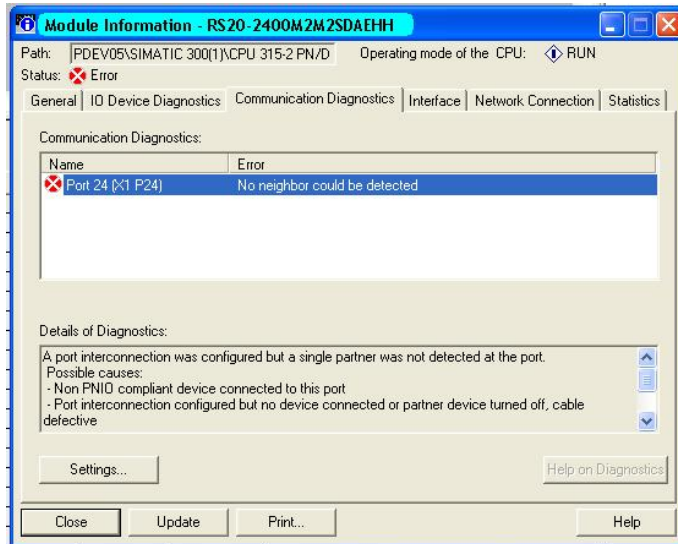 Module Information - RS20-2400M2M2SDAEHH
Path: PDEV05\SIMATIC 300(1)\CPU 315-2 PN/D Operating mode of the CPU: RUN
Status: Error
General IO Device Diagnostics Communication Diagnostics Interface Network Connection Statistics
Communication Diagnostics:
Name Error
Port 24 (X1 P24) No neighbor could be detected
Details of Diagnostics:
A port interconnection was configured but a single partner was not detected at the port.
Possible causes:
- Non PNIO compliant device connected to this port
- Port interconnection configured but no device connected or partner device turned off, cable
defective
Settings... Help on Diagnostics
Close Update Print... Help